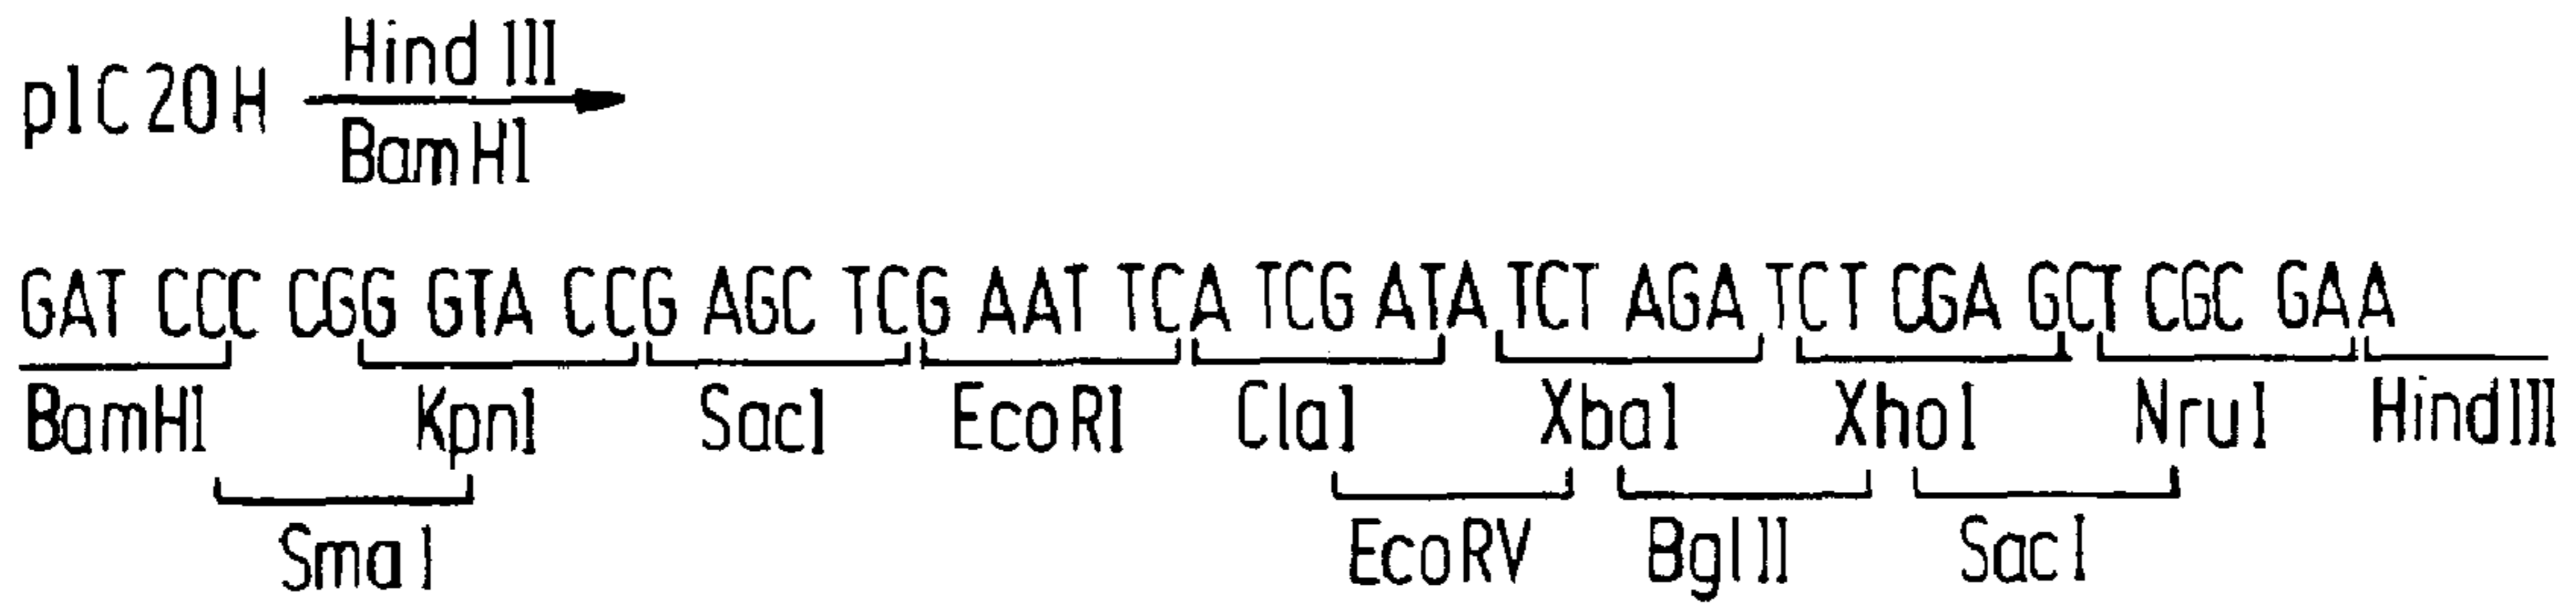 Hind III
pIC20H
BamHI
GAT CCC CGG GTA CCG AGC TCG AAT TCA TCG ATA TCT AGA TCT CGA GCT CGC GAA
BamHI KpnI SacI EcoRI ClaI XbaI XhoI NruI HindIII
SmaI EcoRV BglII SacI